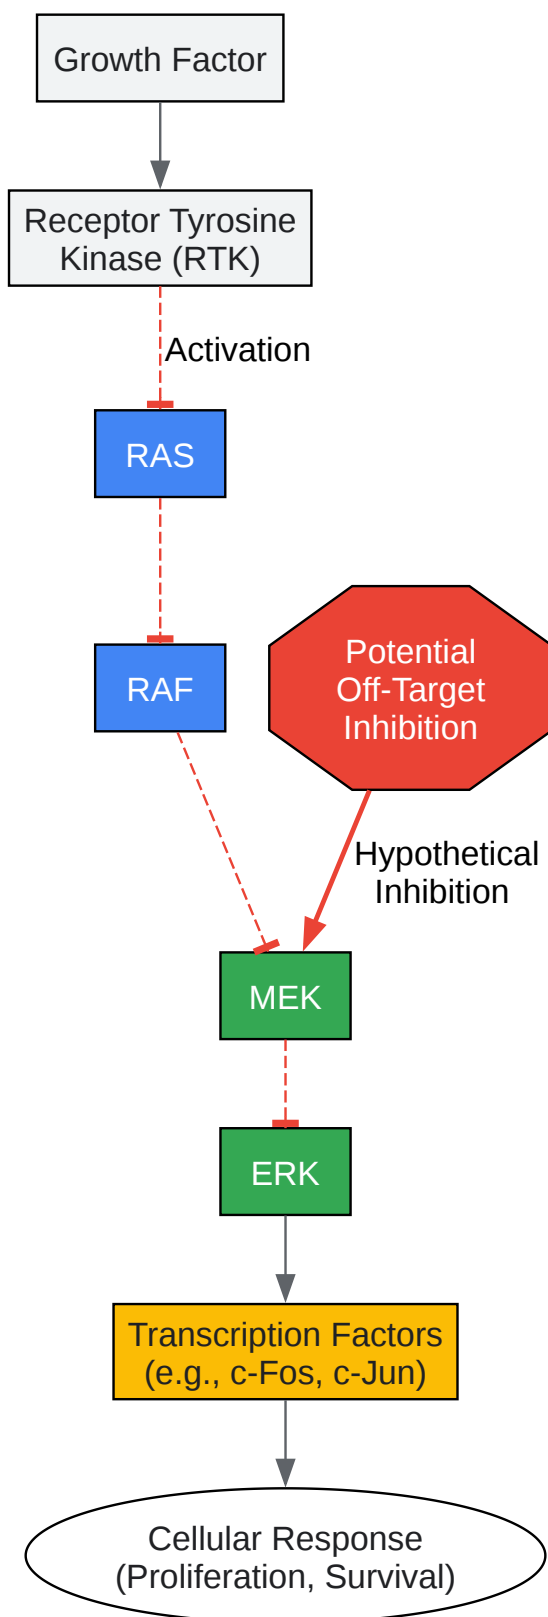 Growth Factor
Receptor Tyrosine
Kinase (RTK)
Activation
RAS
RAF
Potential
Off-Target
Inhibition
Hypothetical
Inhibition
MEK
ERK
Transcription Factors
(e.g., c-Fos, c-Jun)
Cellular Response
(Proliferation, Survival)